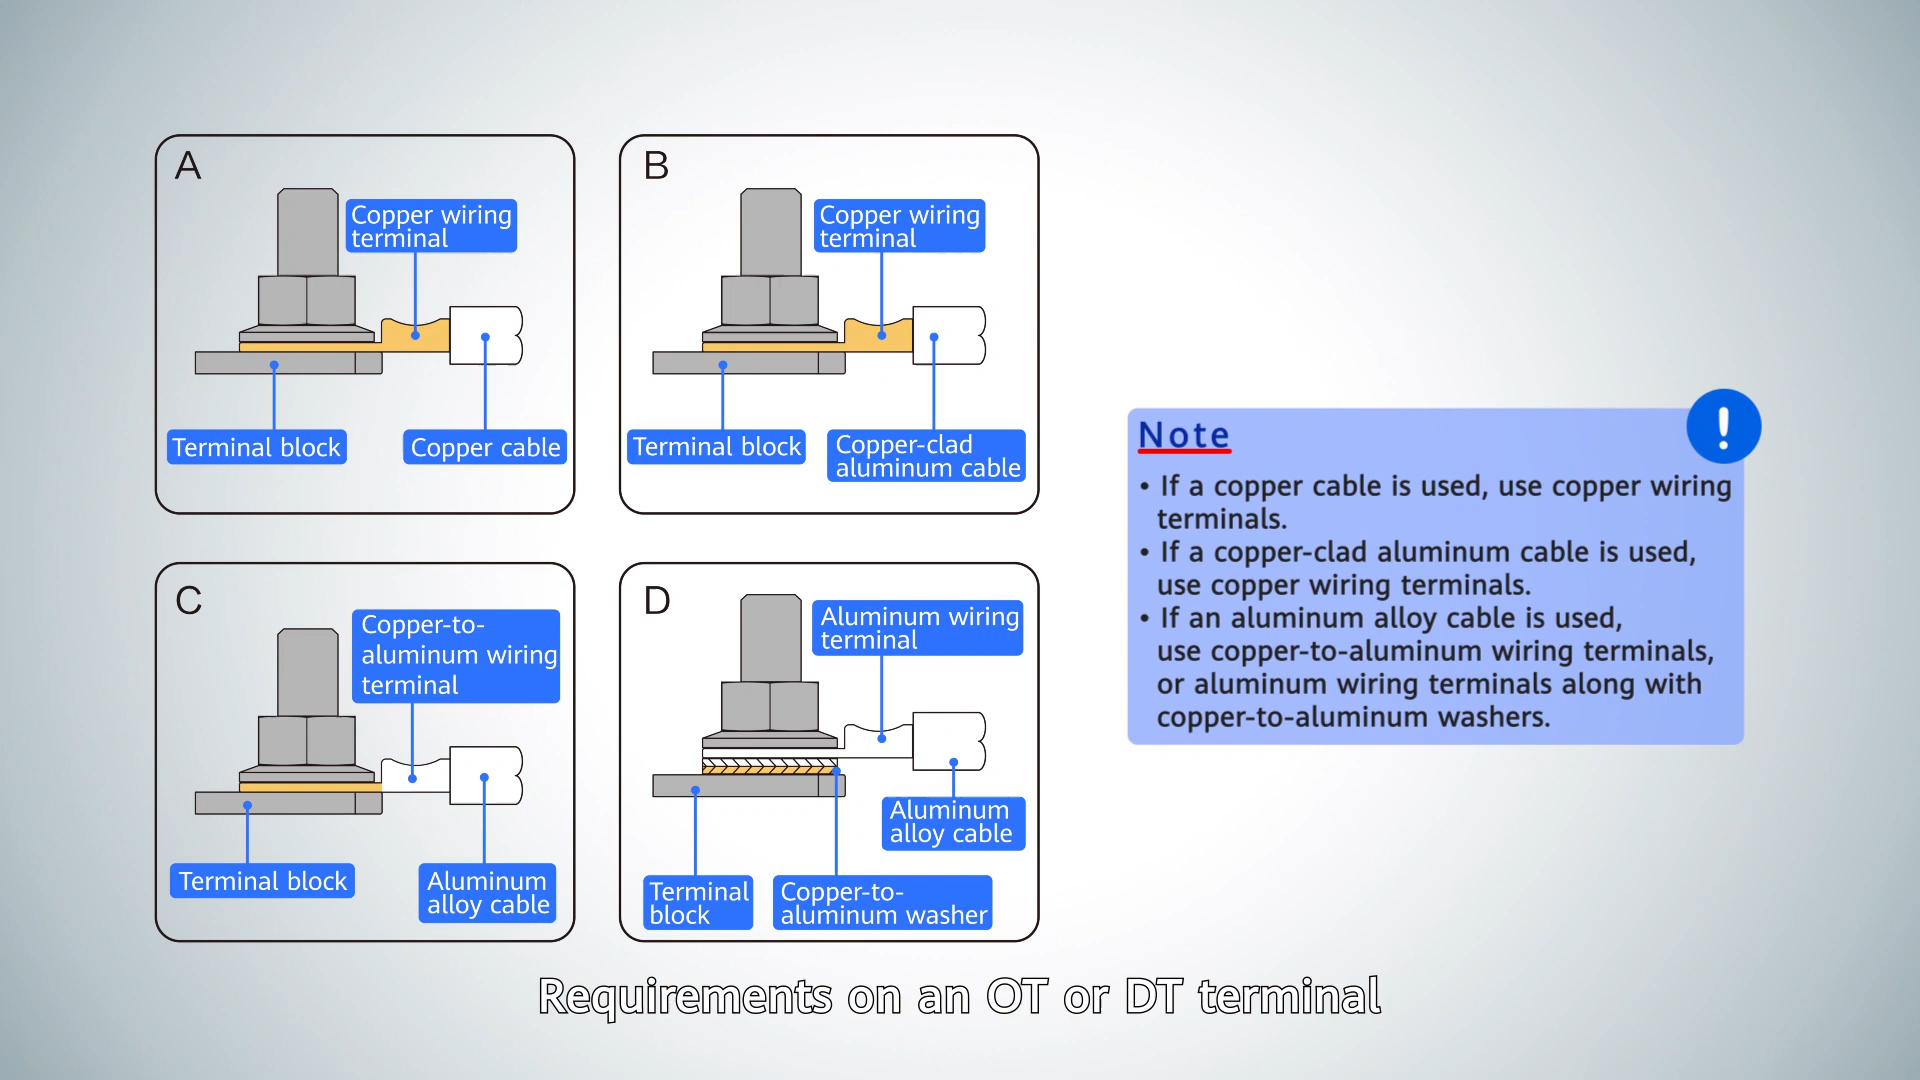 A
Copper wiring
terminal
Terminal block
Copper cable
B
Copper wiring
terminal
Terminal block
Copper-clad
aluminum cable
C
Copper-to-
aluminum wiring
terminal
Terminal block
Aluminum
alloy cable
D
Aluminum wiring
terminal
Aluminum
alloy cable
Terminal
block
Copper-to-
aluminum washer
!
Note
• If a copper cable is used, use copper wiring
terminals.
• If a copper-clad aluminum cable is used,
use copper wiring terminals.
• If an aluminum alloy cable is used,
use copper-to-aluminum wiring terminals,
or aluminum wiring terminals along with
copper-to-aluminum washers.
Requirements on an OT or DT terminal